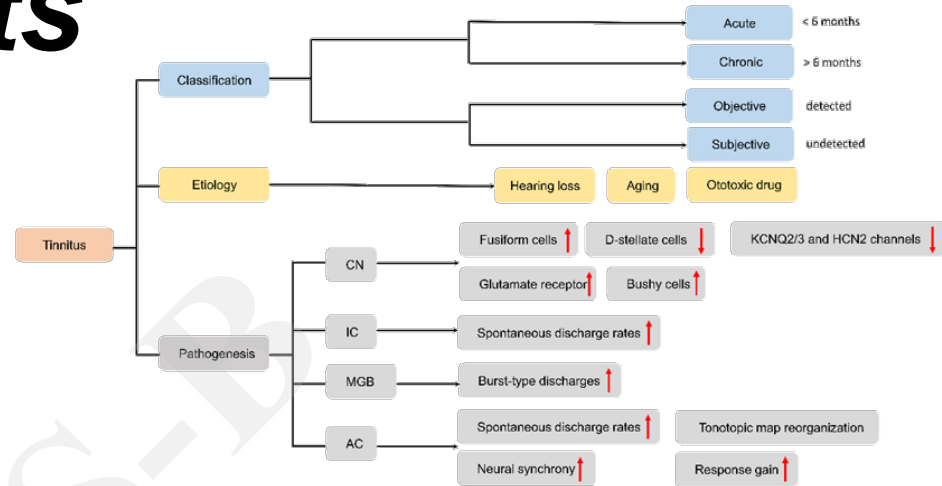 ts
Acute
< 6 months
Chronic
> 6 months
Classification
Objective
detected
Subjective
undetected
Etiology
Hearing loss
Aging
Ototoxic drug
Tinnitus
Fusiform cells
D-stellate cells
KCNQ2/3 and HCN2 channels
CN
Glutamate receptor
Bushy cells
IC
Spontaneous discharge rates
Pathogenesis
MGB
Burst-type discharges
AC
Spontaneous discharge rates
Tonotopic map reorganization
Neural synchrony
Response gain
S-B